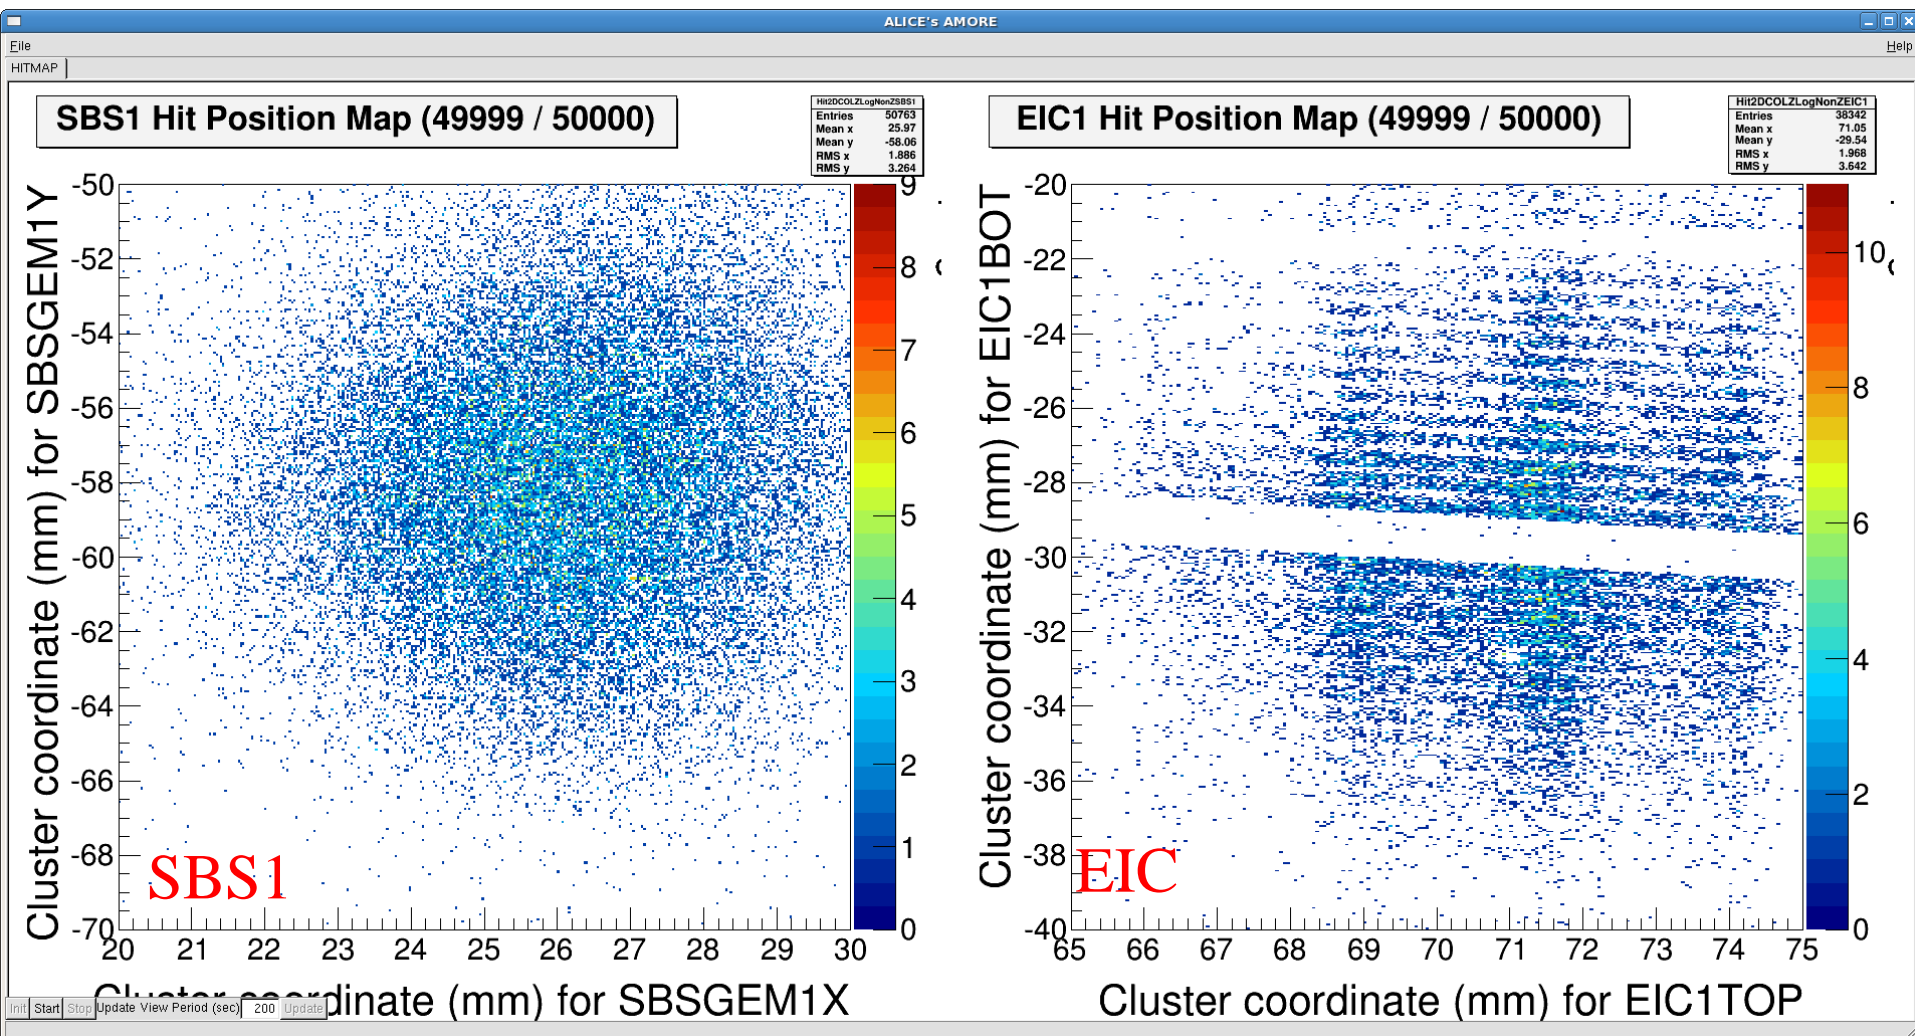 ALICE's AMORE
File
Help
HITMAP
SBS1 Hit Position Map (49999 / 50000)
Hit2DCOLZLogNonZSBS1
Entries 50763
Mean x 25.97
Mean y -58.06
RMS x 1.886
RMS y 3.264
Cluster coordinate (mm) for SBSGEM1Y
-50
-52
-54
-56
-58
-60
-62
-64
-66
-68
-70
9
8
7
6
5
4
3
2
1
0
SBS1
20 21 22 23 24 25 26 27 28 29 30
Cluster coordinate (mm) for SBSGEM1X
EIC1 Hit Position Map (49999 / 50000)
Hit2DCOLZLogNonZEIC1
Entries 38342
Mean x 71.05
Mean y -29.54
RMS x 1.968
RMS y 3.642
Cluster coordinate (mm) for EIC1BOT
-20
-22
-24
-26
-28
-30
-32
-34
-36
-38
-40
10
8
6
4
2
0
EIC
65 66 67 68 69 70 71 72 73 74 75
Cluster coordinate (mm) for EIC1TOP
Init Start Stop Update View Period (sec) 200 Update